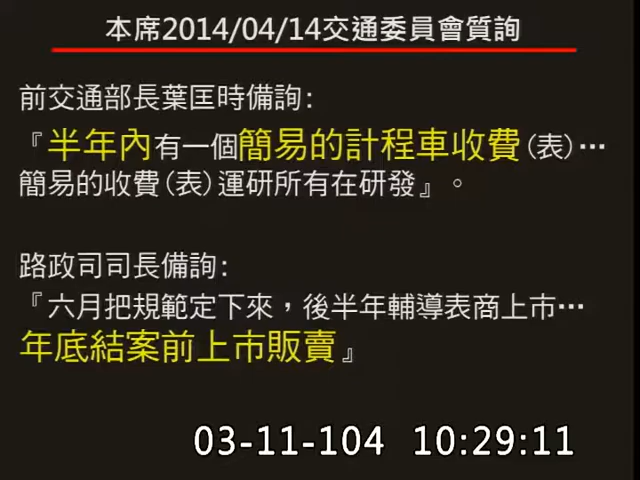 本席2014/04/14交通委員會質詢
前交通部長葉匡時備詢:
『半年內有一個簡易的計程車收費(表)…
簡易的收費(表)運研所有在研發』。
路政司司長備詢:
『六月把規範定下來，後半年輔導表商上市…
年底結案前上市販賣』
03-11-104 10:29:11